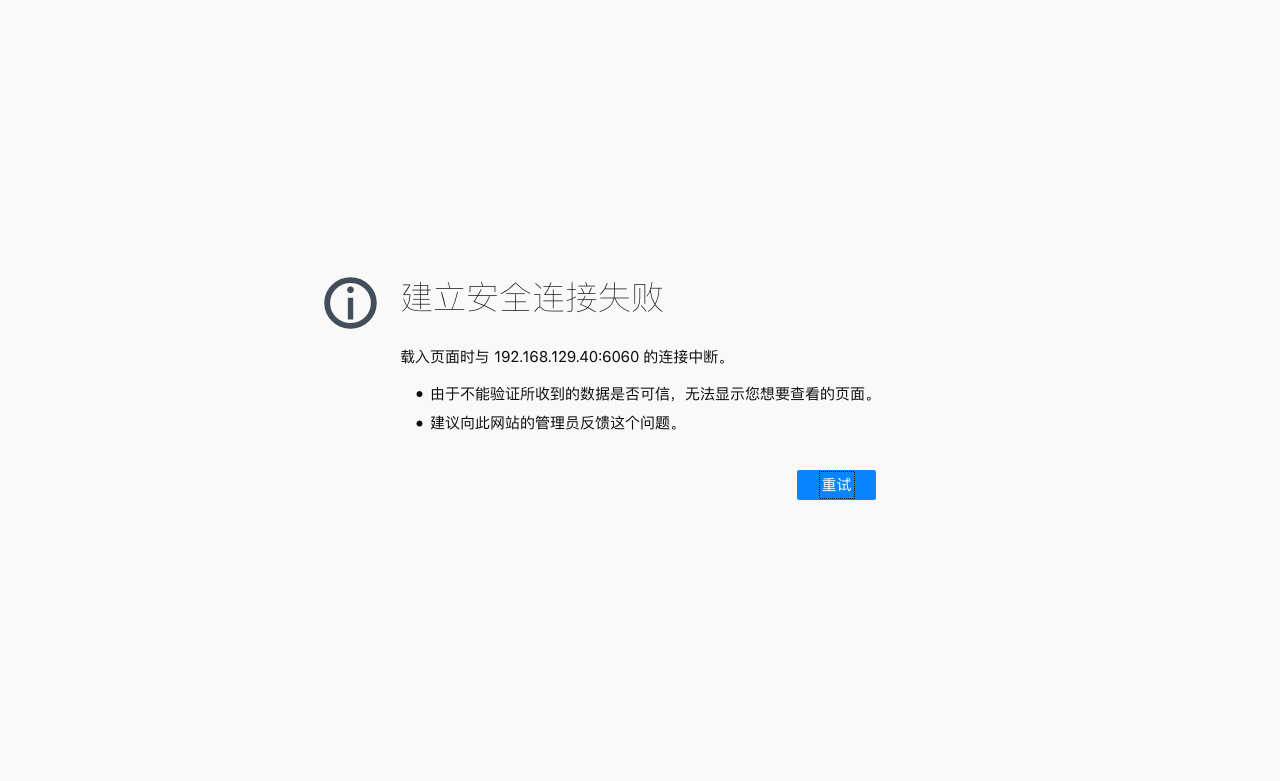 建立安全连接失败
载入页面时与 192.168.129.40:6060 的连接中断。
● 由于不能验证所收到的数据是否可信，无法显示您想要查看的页面。
● 建议向此网站的管理员反馈这个问题。
重试